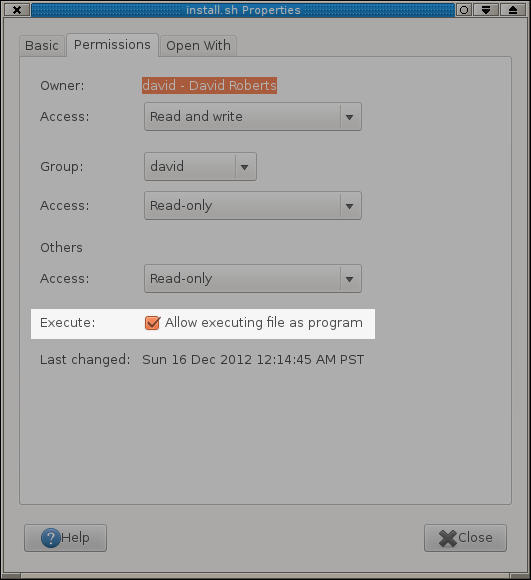 install.sh Properties
Basic Permissions Open With
Owner: david - David Roberts
Access: Read and write
Group: david
Access: Read-only
Others
Access: Read-only
Execute: Allow executing file as program
Last changed: Sun 16 Dec 2012 12:14:45 AM PST
Help Close